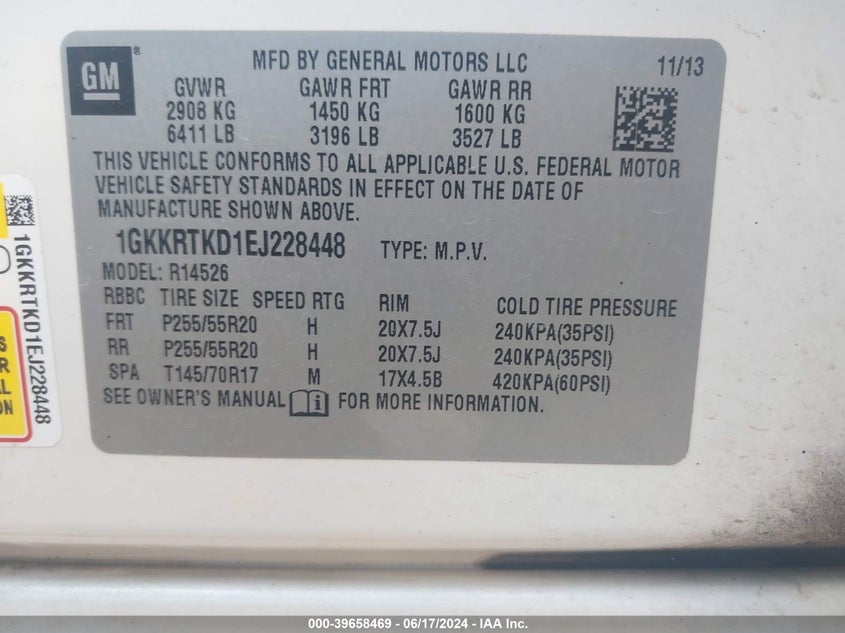 GM
MFD BY GENERAL MOTORS LLC 11/13
GVWR GAWR FRT GAWR RR
2908 KG 1450 KG 1600 KG
6411 LB 3196 LB 3527 LB
THIS VEHICLE CONFORMS TO ALL APPLICABLE U.S. FEDERAL MOTOR
VEHICLE SAFETY STANDARDS IN EFFECT ON THE DATE OF
MANUFACTURE SHOWN ABOVE.
1GKKRTKD1EJ228448 TYPE: M.P.V.
MODEL: R14526
RBBC TIRE SIZE SPEED RTG RIM COLD TIRE PRESSURE
FRT P255/55R20 H 20X7.5J 240KPA(35PSI)
RR P255/55R20 H 20X7.5J 240KPA(35PSI)
SPA T145/70R17 M 17X4.5B 420KPA(60PSI)
SEE OWNER'S MANUAL FOR MORE INFORMATION.
1GKKRTKD1EJ228448
000-39658469 - 06/17/2024 - IAA Inc.